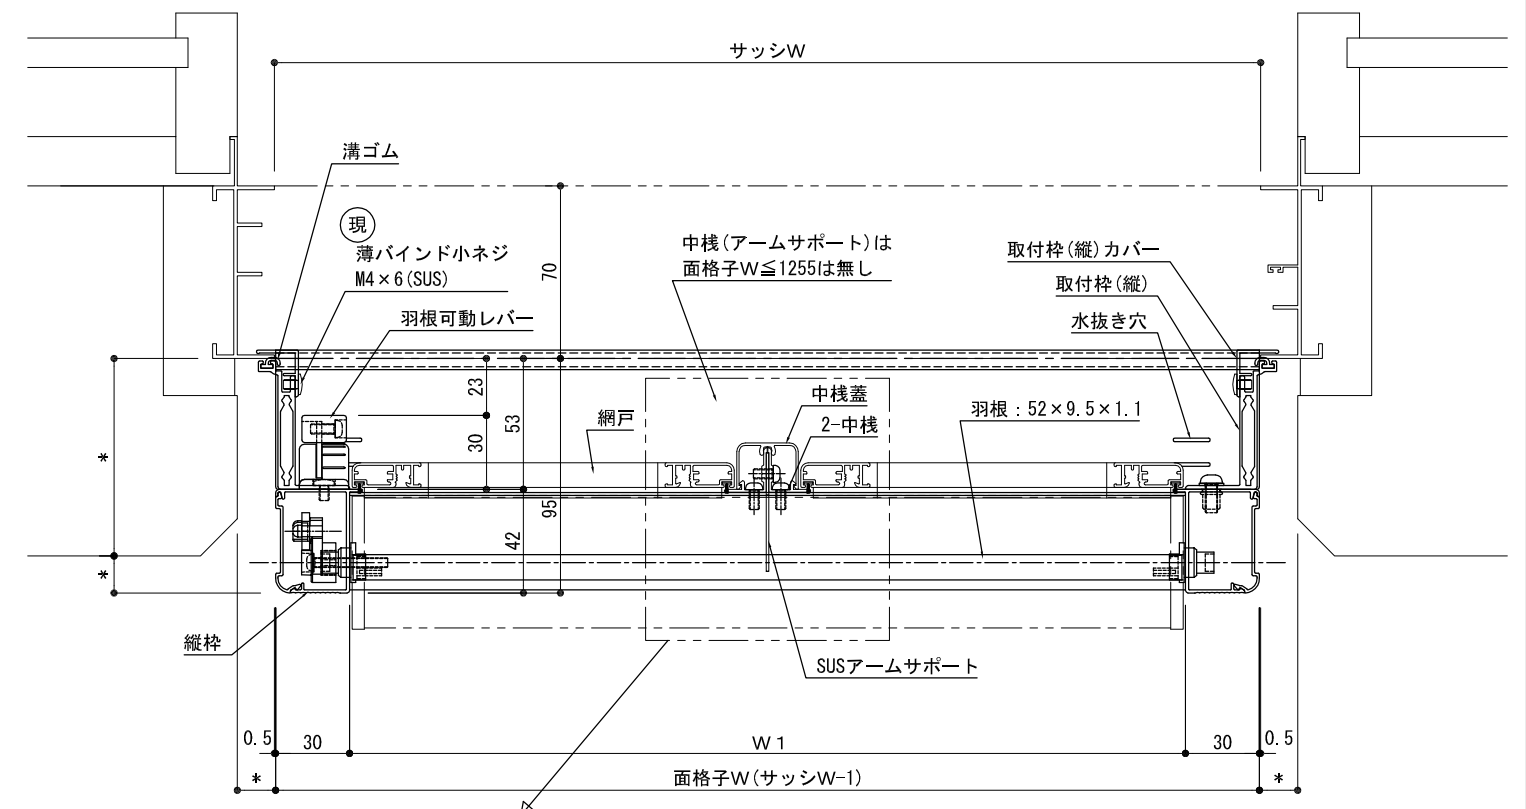 サッシW
溝ゴム
現
薄バインド小ネジ
M4×6(SUS)
羽根可動レバー
中桟(アームサポート)は
面格子W≦1255は無し
取付枠(縦)カバー
取付枠(縦)
水抜き穴
70
23
53
30
中桟蓋
2-中桟
網戸
羽根：52×9.5×1.1
*
*
95
42
縦枠
SUSアームサポート
0.5
30
W1
30
0.5
*
面格子W(サッシW-1)
*